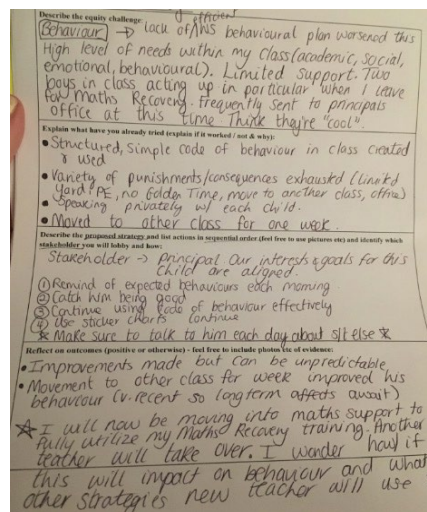 Describe the equity challenge:
efficient
Behaviour → lack of ^ WS behavioural plan worsened this
High level of needs within my class (academic, social,
emotional, behavioural). Limited Support. Two
boys in class acting up in particular when I leave
for maths Recovery. frequently sent to principals
office at this time. Think they're "cool".
Explain what have you already tried (explain if it worked / not & why):
• Structured, Simple code of behaviour in class created
& used
• Variety of punishments/consequences exhausted (limited
yard, PE, no Golden Time, move to another class, office)
• Speaking privately w/ each child.
• Moved to other class for one week.
Describe the proposed strategy and list actions in sequential order (feel free to use pictures etc) and identify which
stakeholder you will lobby and how:
Stakeholder → principal Our interests & goals for this
child are aligned.
① Remind of expected behaviours each morning
② Catch him being good
③ Continue using code of behaviour effectively
④ Use sticker charts continue
* Make sure to talk to him each day about s/t else *
Reflect on outcomes (positive or otherwise) - feel free to include photos etc of evidence:
• Improvements made but can be unpredictable
• Movement to other class for week improved his
behaviour (v. recent so long term affects await)
☆ I will now be moving into maths support to
fully utilize my Maths Recovery training. Another
teacher will take over. I wonder how/if
this will impact on behaviour and what
other strategies new teacher will use